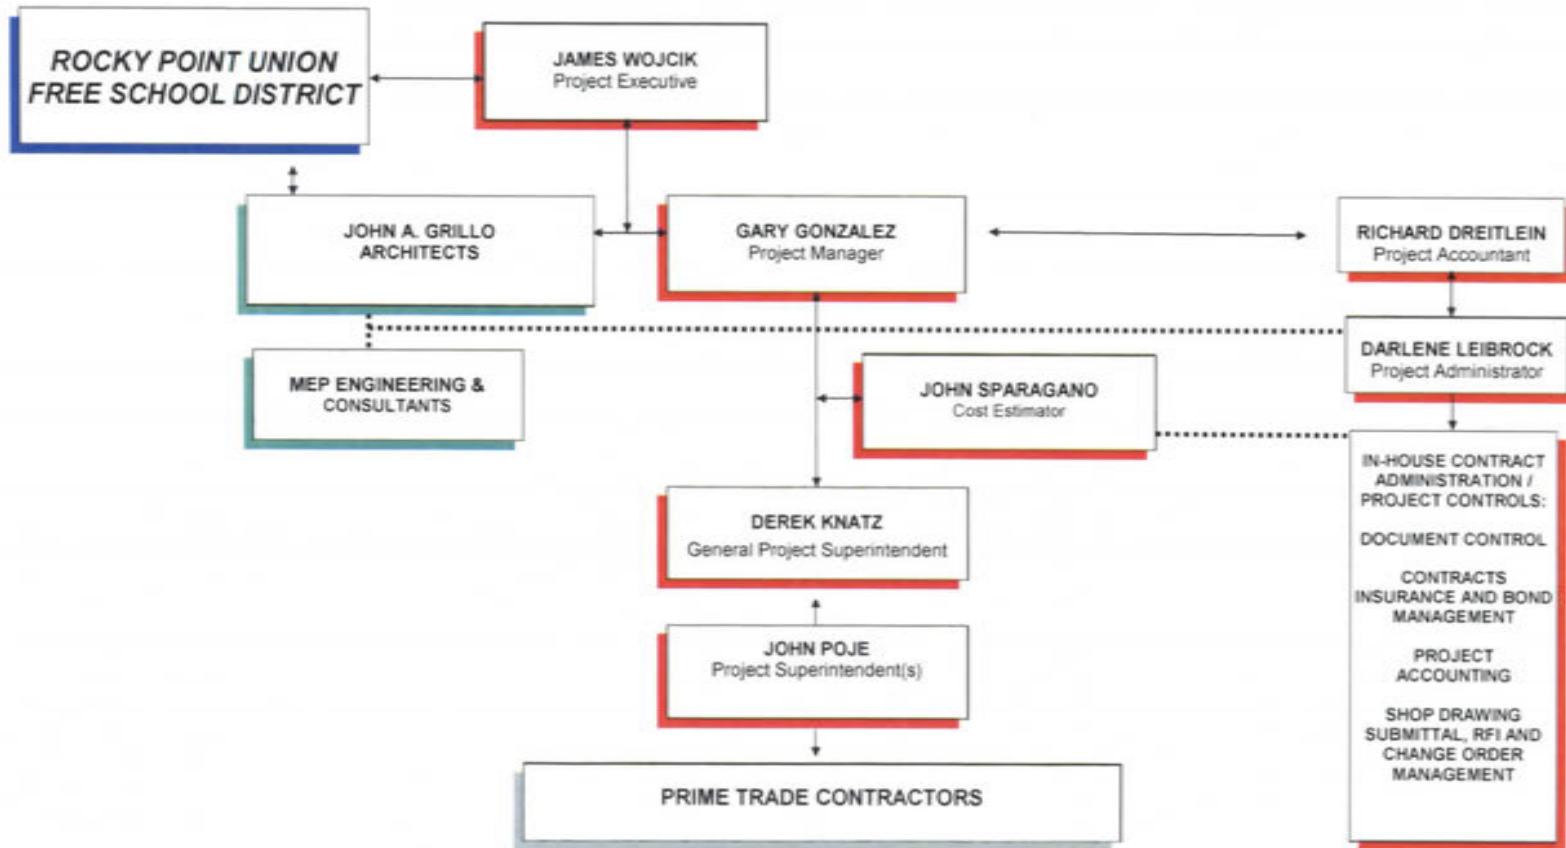 ROCKY POINT UNION
FREE SCHOOL DISTRICT
JAMES WOJCIK
Project Executive
JOHN A. GRILLO
ARCHITECTS
GARY GONZALEZ
Project Manager
RICHARD DREITLEIN
Project Accountant
MEP ENGINEERING &
CONSULTANTS
JOHN SPARAGANO
Cost Estimator
DARLENE LEIBROCK
Project Administrator
DEREK KNATZ
General Project Superintendent
JOHN POJE
Project Superintendent(s)
PRIME TRADE CONTRACTORS
IN-HOUSE CONTRACT
ADMINISTRATION /
PROJECT CONTROLS:
DOCUMENT CONTROL
CONTRACTS
INSURANCE AND BOND
MANAGEMENT
PROJECT
ACCOUNTING
SHOP DRAWING
SUBMITTAL, RFI AND
CHANGE ORDER
MANAGEMENT